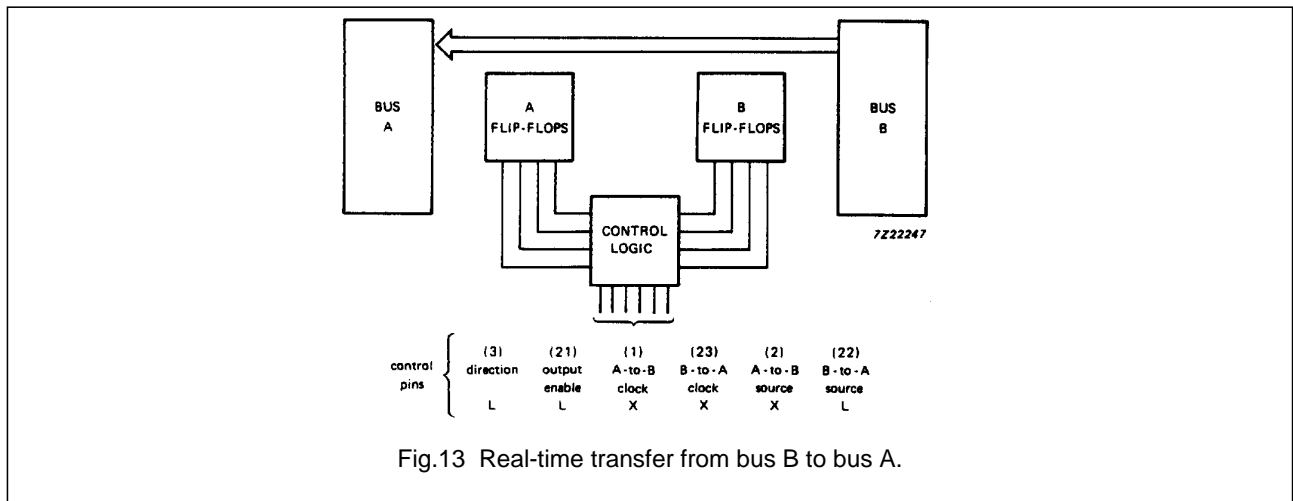 BUS
A
A
FLIP-FLOPS
B
FLIP-FLOPS
BUS
B
7Z22247
CONTROL
LOGIC
control
pins
(3) (21) (1) (23) (2) (22)
direction output A-to-B B-to-A A-to-B B-to-A
enable clock clock source source
L L X X X L
Fig.13 Real-time transfer from bus B to bus A.